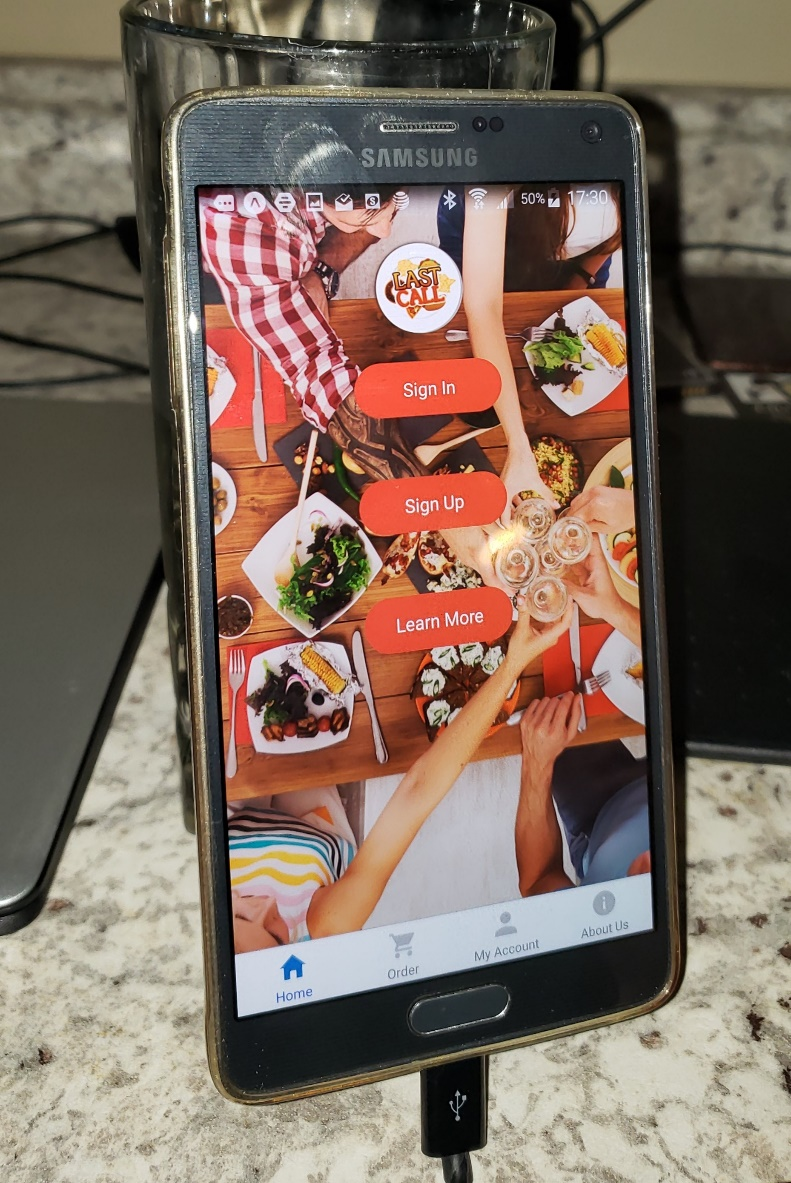 SAMSUNG
50% 17:30
LAST
CALL
Sign In
Sign Up
Learn More
Home
Order
My Account
About Us